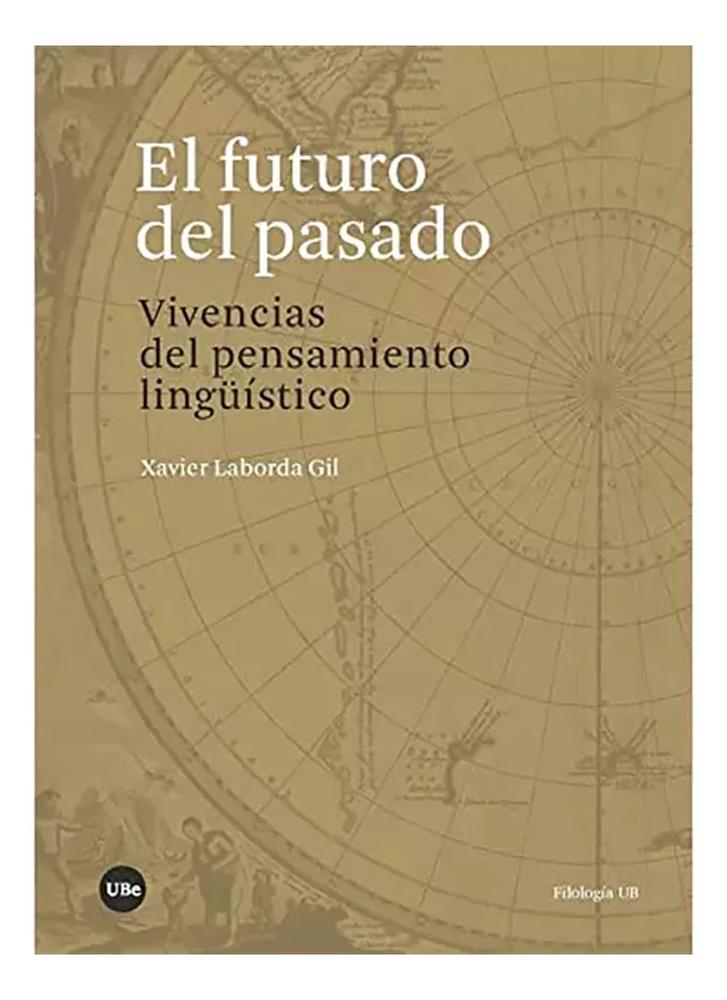 El futuro
del pasado
Vivencias
del pensamiento
lingüístico
Xavier Laborda Gil
UBe
Filología UB